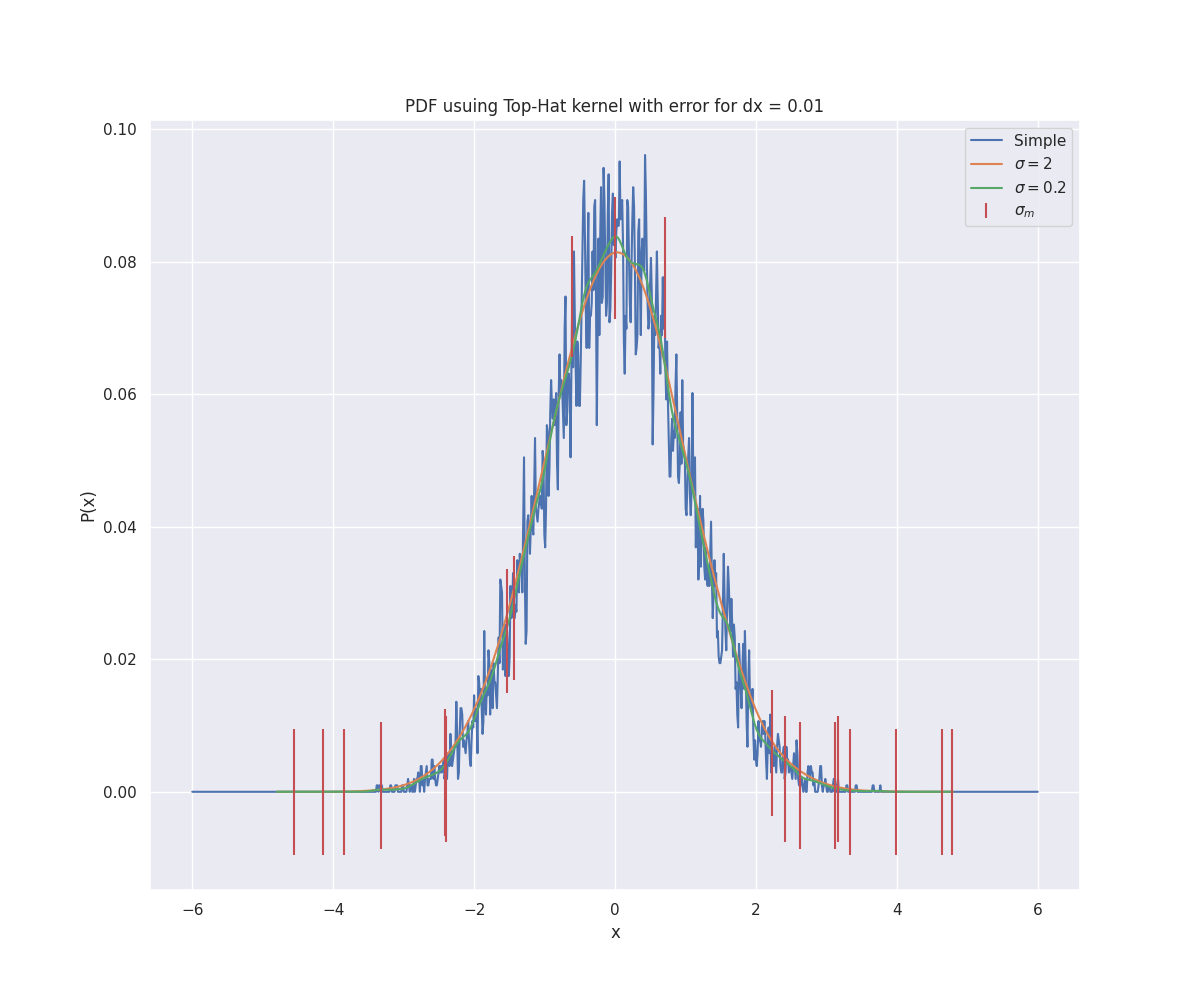 PDF usuing Top-Hat kernel with error for dx = 0.01
Simple
σ = 2
σ = 0.2
σₘ
P(x)
0.10
0.08
0.06
0.04
0.02
0.00
−6 −4 −2 0 2 4 6
x